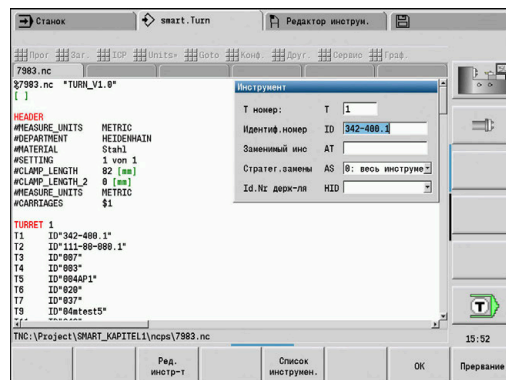 Станок
smart.Turn
Редактор инструм.
Прог Заг. ICP Units» Goto Конф. Друг. Сервис Граф.
7983.nc
%7983.nc "TURN_V1.0"
[ ]
HEADER
#MEASURE_UNITS METRIC
#DEPARTMENT HEIDENHAIN
#MATERIAL Stahl
#SETTING 1 von 1
#CLAMP_LENGTH 82 [mm]
#CLAMP_LENGTH_2 0 [mm]
#MEASURE_UNITS METRIC
#CARRIAGES $1
TURRET 1
T1 ID"342-400.1"
T2 ID"111-80-080.1"
T3 ID"007"
T4 ID"003"
T5 ID"004AP1"
T6 ID"020"
T7 ID"037"
T9 ID"04mtest5"
Инструмент
T номер: T 1
Идентиф.номер ID 342-400.1
Заменимый инс AT
Стратег.замены AS 0: весь инструме
Id.Nr держ-ля HID
TNC:\Project\SMART_KAPITEL1\ncps\7983.nc
T
15:52
Ред. инстр-т
Список инструмен.
OK
Прервание